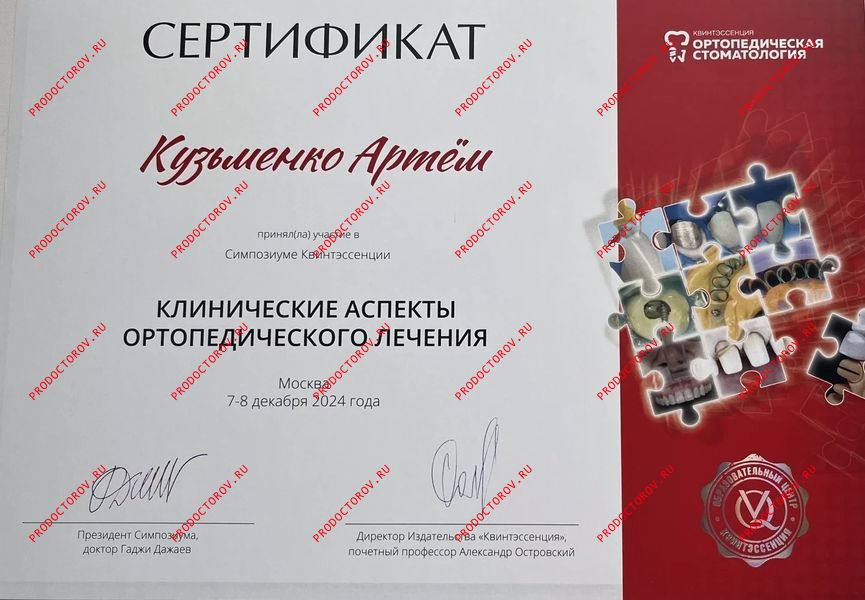 СЕРТИФИКАТ
КВИНТЭССЕНЦИЯ
ОРТОПЕДИЧЕСКАЯ
СТОМАТОЛОГИЯ
Кузьменко Артём
принял(ла) участие в
Симпозиуме Квинтэссенции
КЛИНИЧЕСКИЕ АСПЕКТЫ
ОРТОПЕДИЧЕСКОГО ЛЕЧЕНИЯ
Москва
7-8 декабря 2024 года
Президент Симпозиума,
доктор Гаджи Дажаев
Директор Издательства «Квинтэссенция»,
почетный профессор Александр Островский
ОБРАЗОВАТЕЛЬНЫЙ ЦЕНТР
КВИНТЭССЕНЦИЯ
PRODOCTOROV.RU